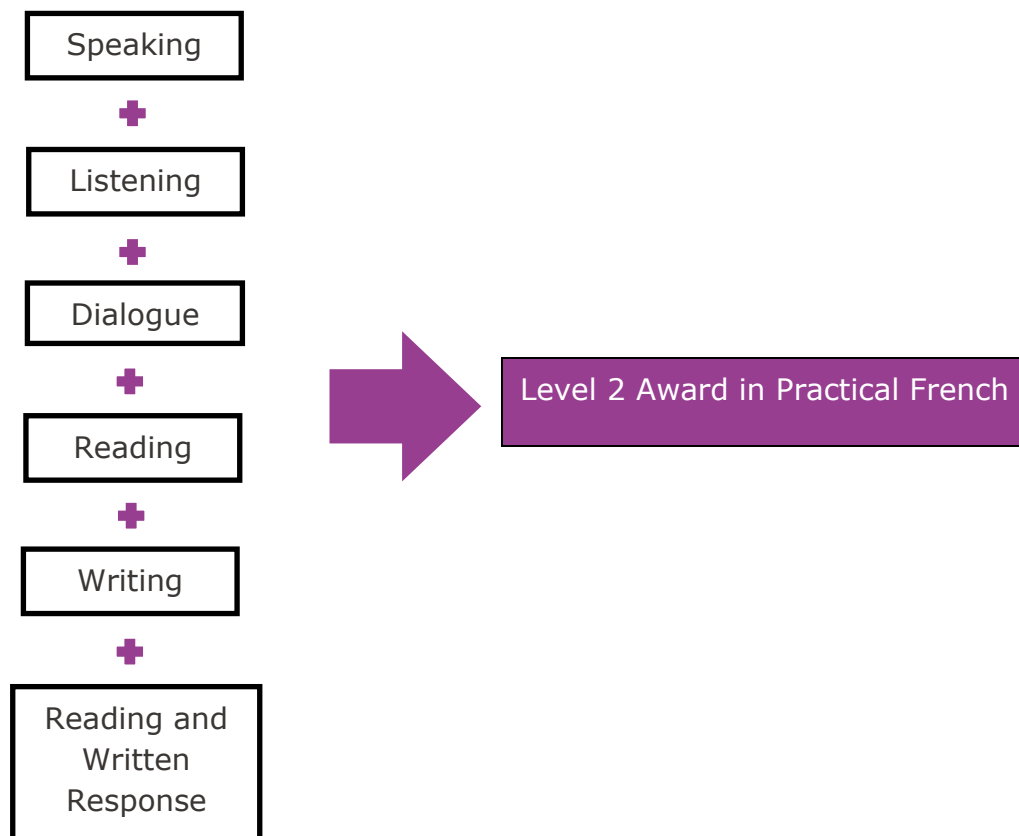 Speaking
Listening
Dialogue
Reading
Writing
Reading and
Written
Response
Level 2 Award in Practical French